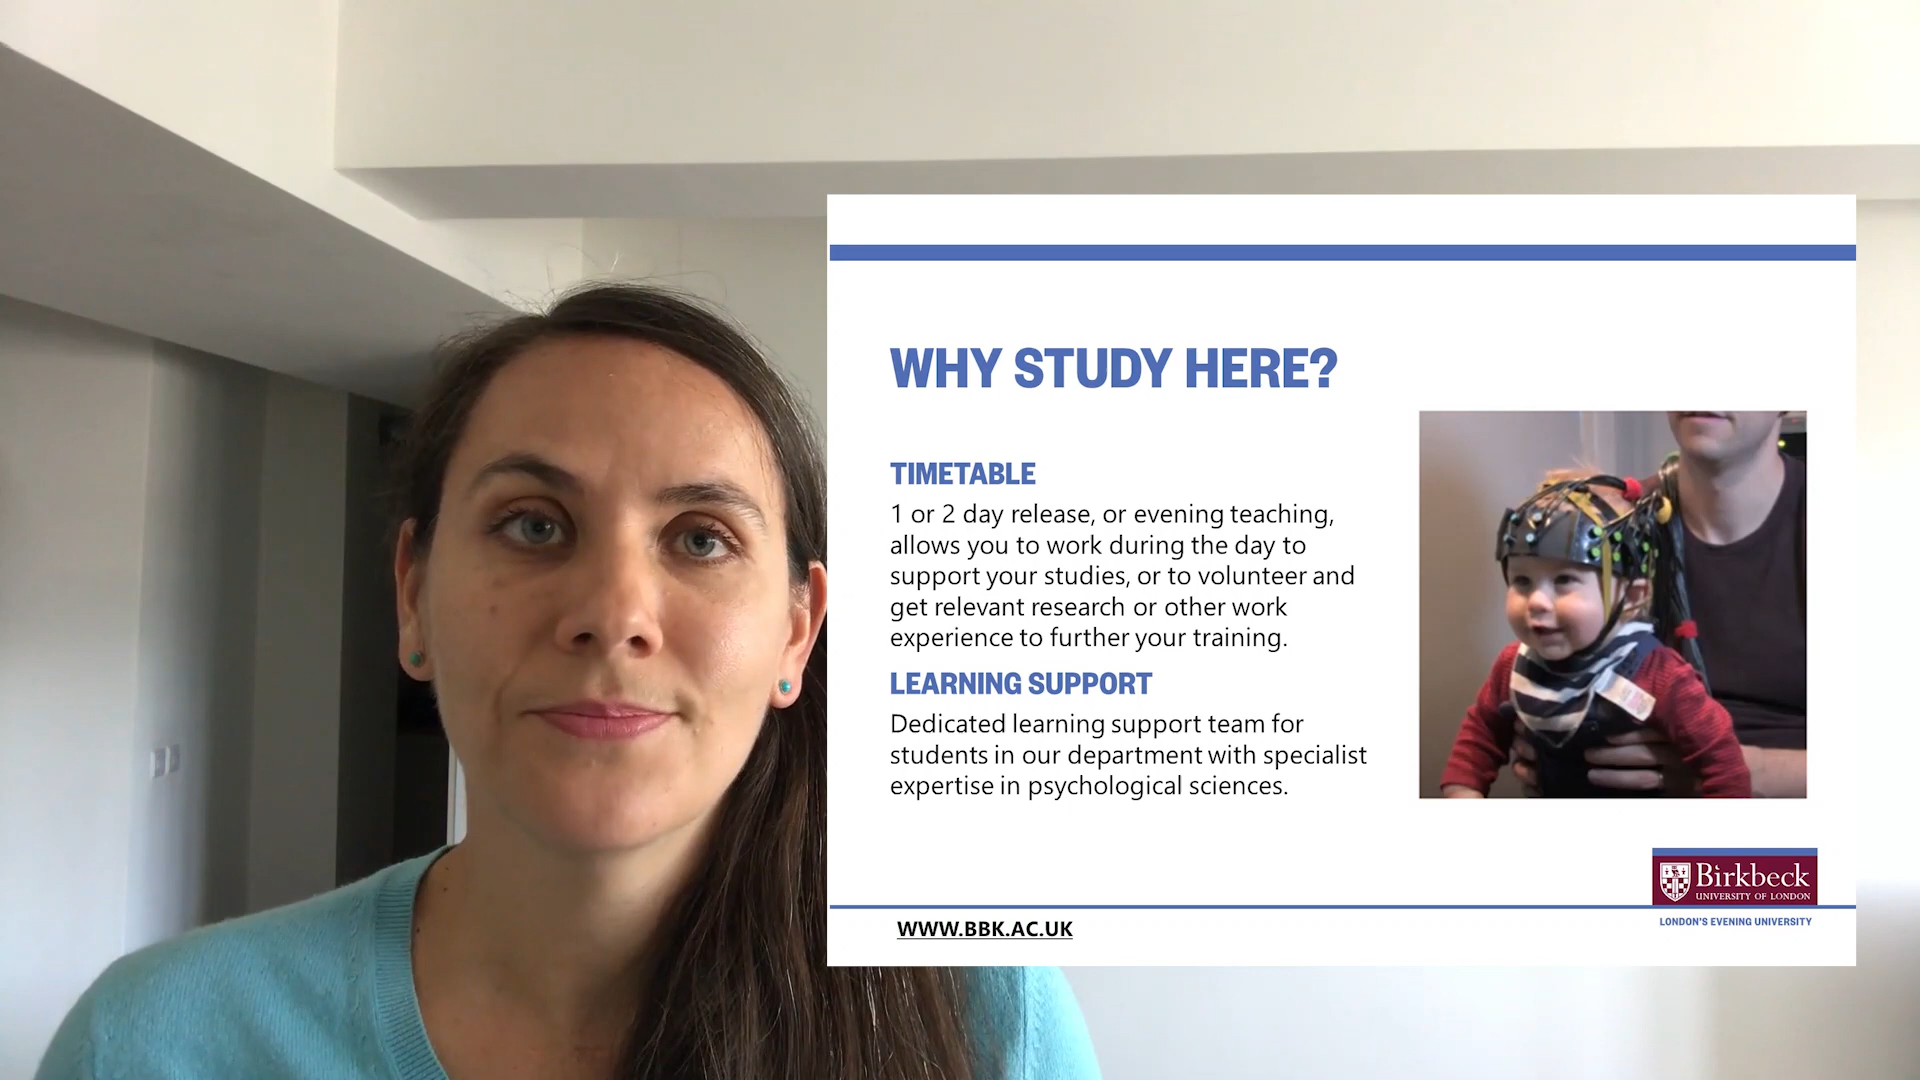 WHY STUDY HERE?
TIMETABLE
1 or 2 day release, or evening teaching,
allows you to work during the day to
support your studies, or to volunteer and
get relevant research or other work
experience to further your training.
LEARNING SUPPORT
Dedicated learning support team for
students in our department with specialist
expertise in psychological sciences.
Birkbeck
UNIVERSITY OF LONDON
LONDON'S EVENING UNIVERSITY
WWW.BBK.AC.UK